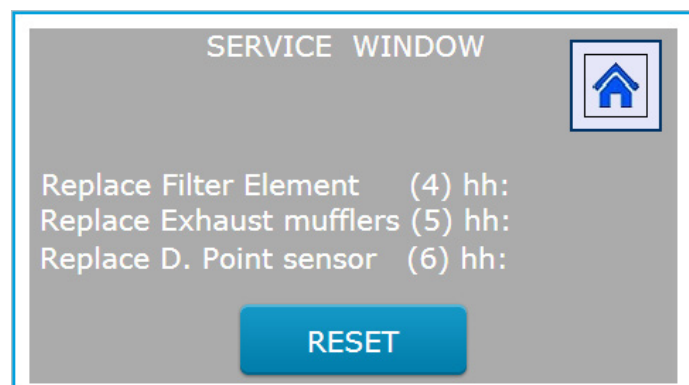 SERVICE WINDOW
Replace Filter Element (4) hh:
Replace Exhaust mufflers (5) hh:
Replace D. Point sensor (6) hh:
RESET